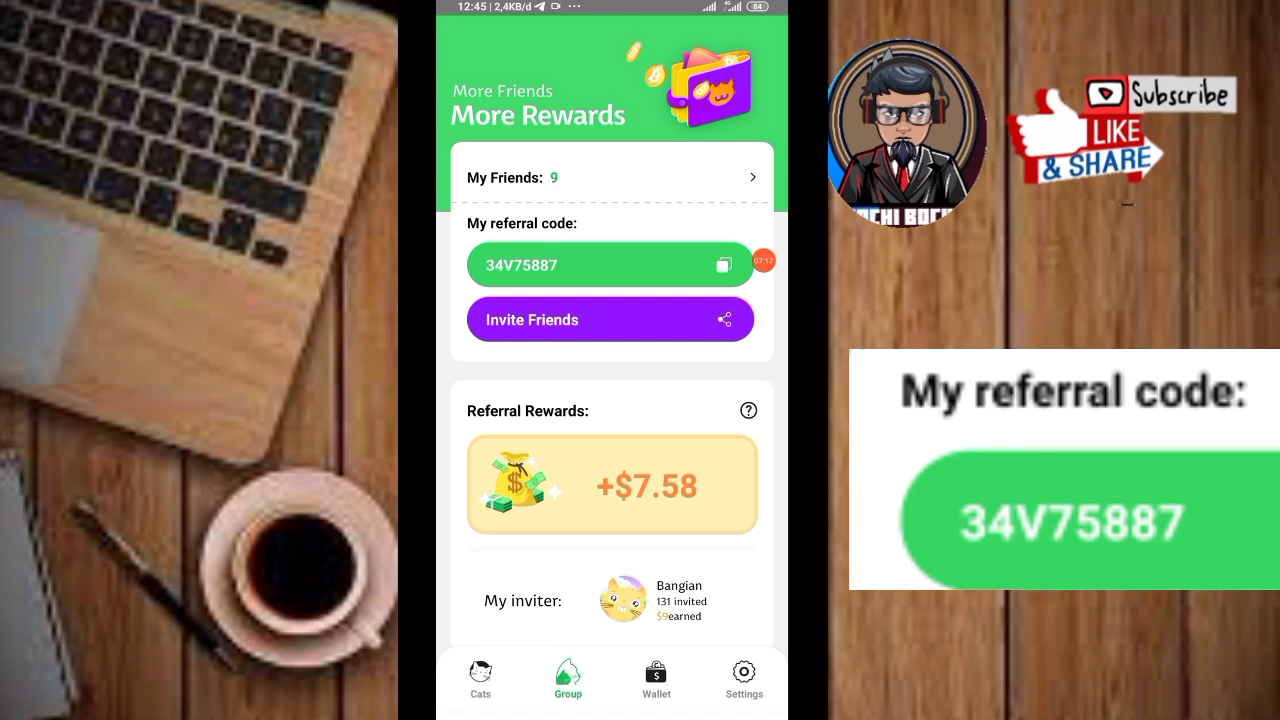 12:45 | 2,4KB/d
4G
84
More Friends
More Rewards
My Friends: 9
My referral code:
34V75887
07:17
Invite Friends
Referral Rewards:
+$7.58
My inviter:
Bangian
131 invited
$9earned
Cats
Group
Wallet
Settings
Subscribe
LIKE
& SHARE
My referral code:
34V75887